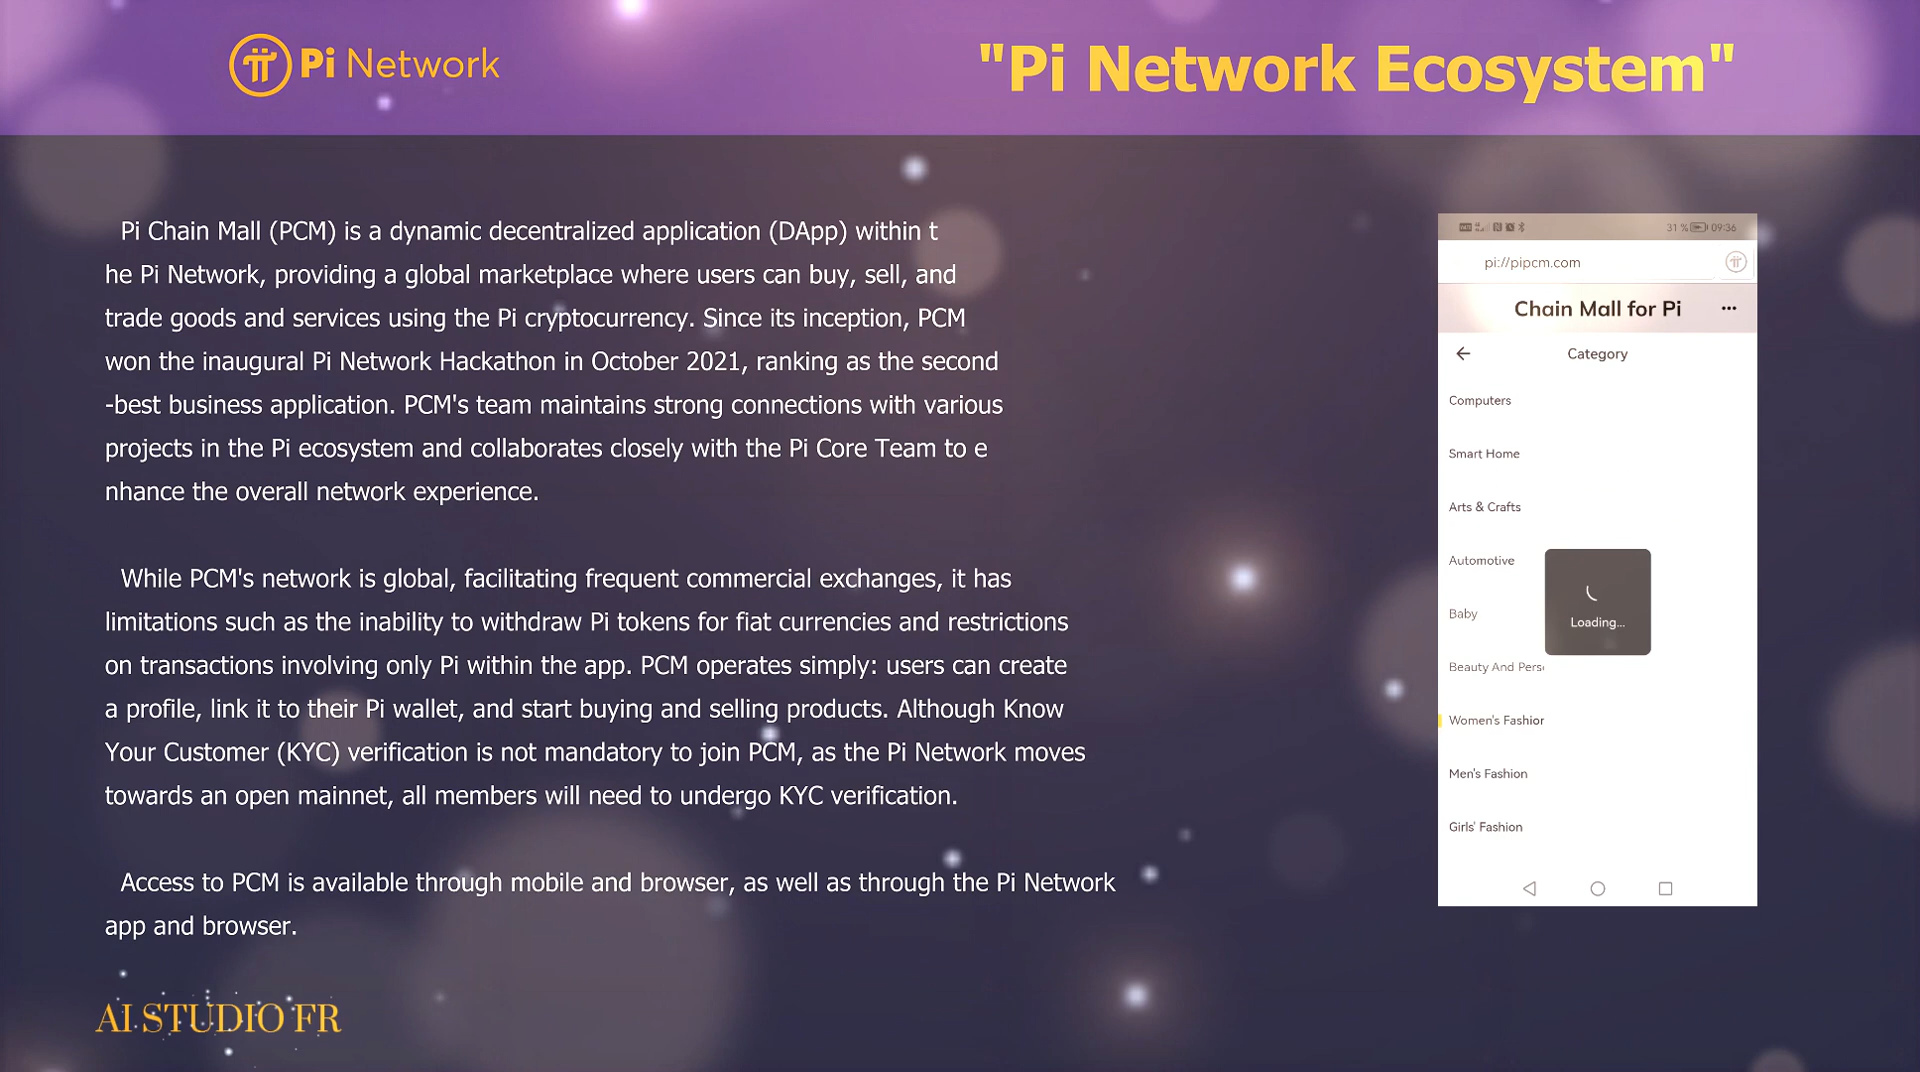 Pi Network
"Pi Network Ecosystem"
Pi Chain Mall (PCM) is a dynamic decentralized application (DApp) within t
he Pi Network, providing a global marketplace where users can buy, sell, and
trade goods and services using the Pi cryptocurrency. Since its inception, PCM
won the inaugural Pi Network Hackathon in October 2021, ranking as the second
-best business application. PCM's team maintains strong connections with various
projects in the Pi ecosystem and collaborates closely with the Pi Core Team to e
nhance the overall network experience.
While PCM's network is global, facilitating frequent commercial exchanges, it has
limitations such as the inability to withdraw Pi tokens for fiat currencies and restrictions
on transactions involving only Pi within the app. PCM operates simply: users can create
a profile, link it to their Pi wallet, and start buying and selling products. Although Know
Your Customer (KYC) verification is not mandatory to join PCM, as the Pi Network moves
towards an open mainnet, all members will need to undergo KYC verification.
Access to PCM is available through mobile and browser, as well as through the Pi Network
app and browser.
AI STUDIO FR
31 % 09:36
pi://pipcm.com
Chain Mall for Pi
Category
Computers
Smart Home
Arts & Crafts
Automotive
Baby
Loading...
Beauty And Pers
Women's Fashion
Men's Fashion
Girls' Fashion